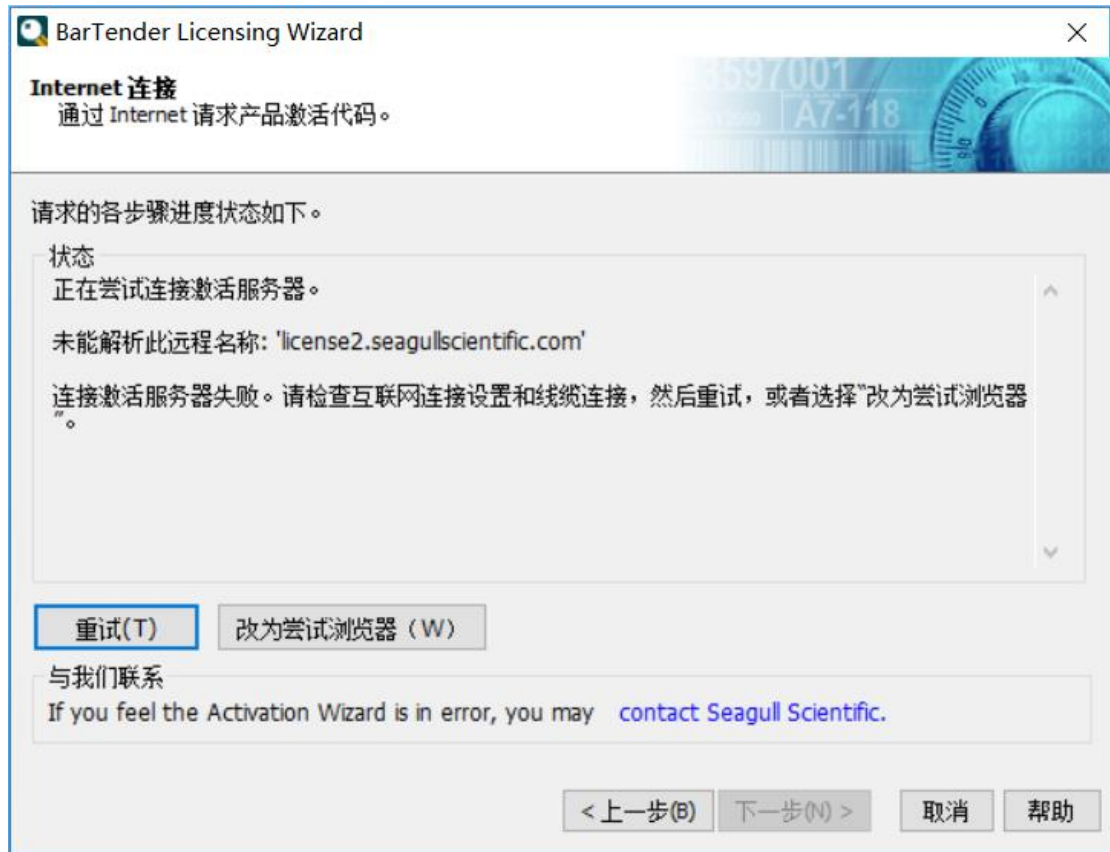 BarTender Licensing Wizard
Internet 连接
通过 Internet 请求产品激活代码。
3597001
A7-118
请求的各步骤进度状态如下。
状态
正在尝试连接激活服务器。
未能解析此远程名称: 'license2.seagullscientific.com'
连接激活服务器失败。请检查互联网连接设置和线缆连接，然后重试，或者选择"改为尝试浏览器
"。
重试(T)
改为尝试浏览器（W）
与我们联系
If you feel the Activation Wizard is in error, you may contact Seagull Scientific.
<上一步(B)
下一步(N) >
取消
帮助